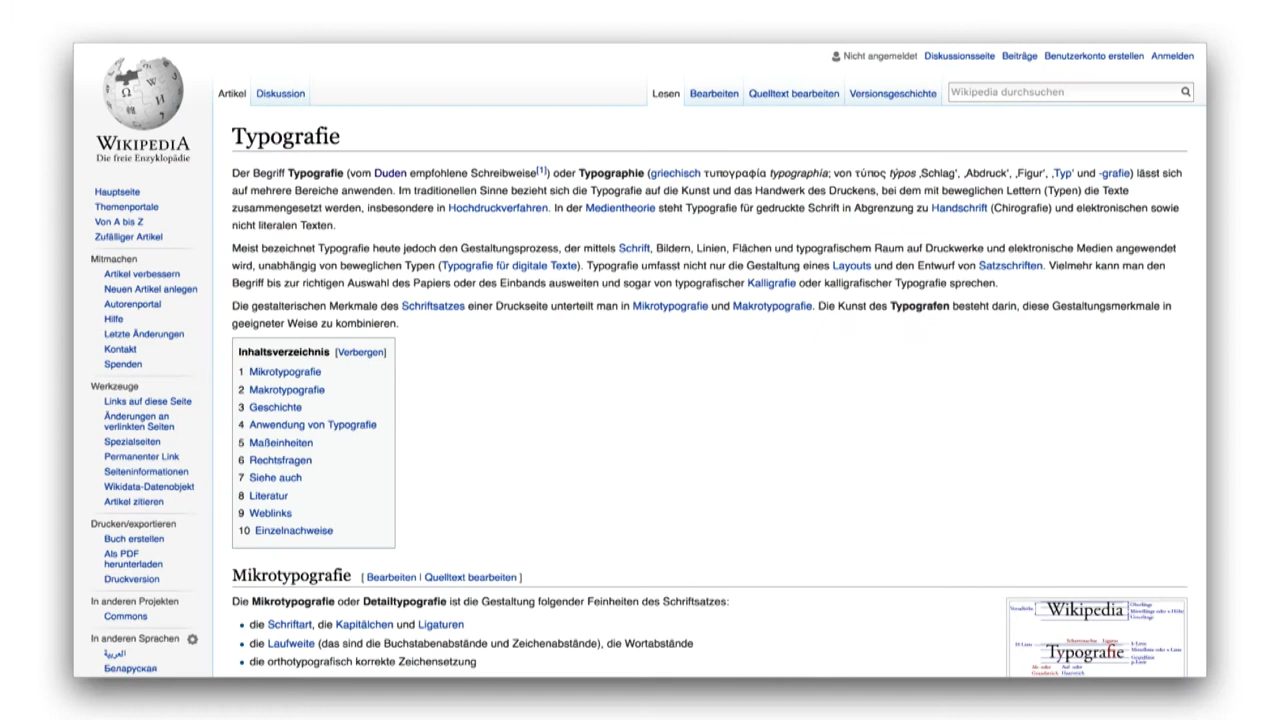 Nicht angemeldet Diskussionsseite Beiträge Benutzerkonto erstellen Anmelden
Artikel Diskussion Lesen Bearbeiten Quelltext bearbeiten Versionsgeschichte Wikipedia durchsuchen
WIKIPEDIA
Die freie Enzyklopädie
Hauptseite
Themenportale
Von A bis Z
Zufälliger Artikel
Mitmachen
Artikel verbessern
Neuen Artikel anlegen
Autorenportal
Hilfe
Letzte Änderungen
Kontakt
Spenden
Werkzeuge
Links auf diese Seite
Änderungen an
verlinkten Seiten
Spezialseiten
Permanenter Link
Seiteninformationen
Wikidata-Datenobjekt
Artikel zitieren
Drucken/exportieren
Buch erstellen
Als PDF
herunterladen
Druckversion
In anderen Projekten
Commons
In anderen Sprachen
العربية
Беларуская
Typografie
Der Begriff Typografie (vom Duden empfohlene Schreibweise[1]) oder Typographie (griechisch τυπογραφία typographía; von τύπος týpos ‚Schlag', ‚Abdruck', ‚Figur', ‚Typ' und -grafie) lässt sich
auf mehrere Bereiche anwenden. Im traditionellen Sinne bezieht sich die Typografie auf die Kunst und das Handwerk des Druckens, bei dem mit beweglichen Lettern (Typen) die Texte
zusammengesetzt werden, insbesondere in Hochdruckverfahren. In der Medientheorie steht Typografie für gedruckte Schrift in Abgrenzung zu Handschrift (Chirografie) und elektronischen sowie
nicht literalen Texten.
Meist bezeichnet Typografie heute jedoch den Gestaltungsprozess, der mittels Schrift, Bildern, Linien, Flächen und typografischem Raum auf Druckwerke und elektronische Medien angewendet
wird, unabhängig von beweglichen Typen (Typografie für digitale Texte). Typografie umfasst nicht nur die Gestaltung eines Layouts und den Entwurf von Satzschriften. Vielmehr kann man den
Begriff bis zur richtigen Auswahl des Papiers oder des Einbands ausweiten und sogar von typografischer Kalligrafie oder kalligrafischer Typografie sprechen.
Die gestalterischen Merkmale des Schriftsatzes einer Druckseite unterteilt man in Mikrotypografie und Makrotypografie. Die Kunst des Typografen besteht darin, diese Gestaltungsmerkmale in
geeigneter Weise zu kombinieren.
Inhaltsverzeichnis [Verbergen]
1 Mikrotypografie
2 Makrotypografie
3 Geschichte
4 Anwendung von Typografie
5 Maßeinheiten
6 Rechtsfragen
7 Siehe auch
8 Literatur
9 Weblinks
10 Einzelnachweise
Mikrotypografie [ Bearbeiten | Quelltext bearbeiten ]
Die Mikrotypografie oder Detailtypografie ist die Gestaltung folgender Feinheiten des Schriftsatzes:
• die Schriftart, die Kapitälchen und Ligaturen
• die Laufweite (das sind die Buchstabenabstände und Zeichenabstände), die Wortabstände
• die orthotypografisch korrekte Zeichensetzung
Wikipedia
Typografie